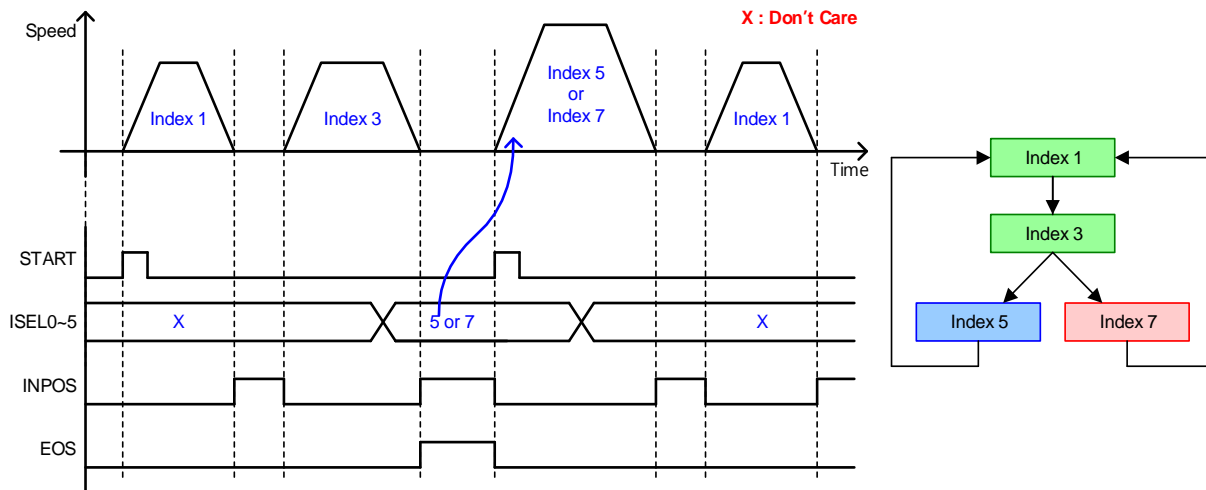 X : Don't Care
Speed
Index 1
Index 3
Index 5
or
Index 7
Index 1
Time
START
ISEL0~5
X
5 or 7
X
INPOS
EOS
Index 1
Index 3
Index 5
Index 7